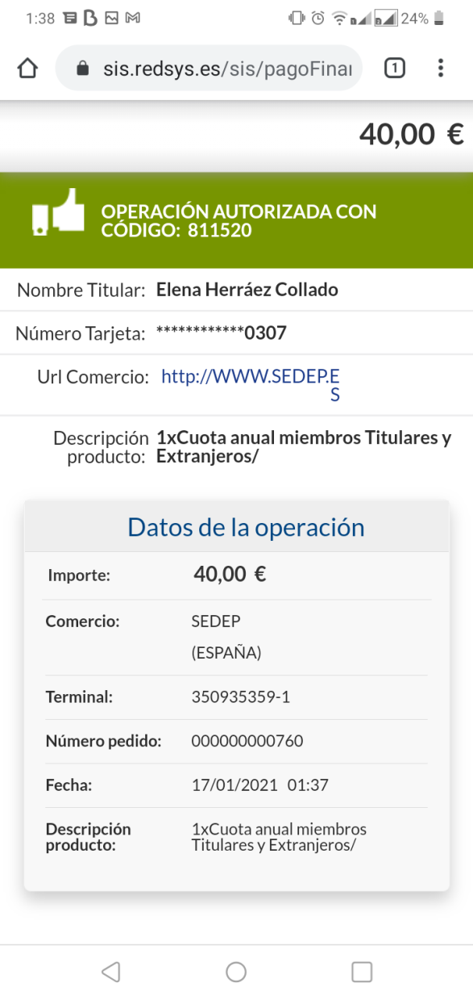 1:38
24%
sis.redsys.es/sis/pagoFinar
1
40,00 €
OPERACIÓN AUTORIZADA CON
CÓDIGO: 811520
Nombre Titular: Elena Herráez Collado
Número Tarjeta: ************0307
Url Comercio: http://WWW.SEDEP.E
S
Descripción 1xCuota anual miembros Titulares y
producto: Extranjeros/
Datos de la operación
Importe: 40,00 €
Comercio: SEDEP
(ESPAÑA)
Terminal: 350935359-1
Número pedido: 000000000760
Fecha: 17/01/2021 01:37
Descripción 1xCuota anual miembros
producto: Titulares y Extranjeros/